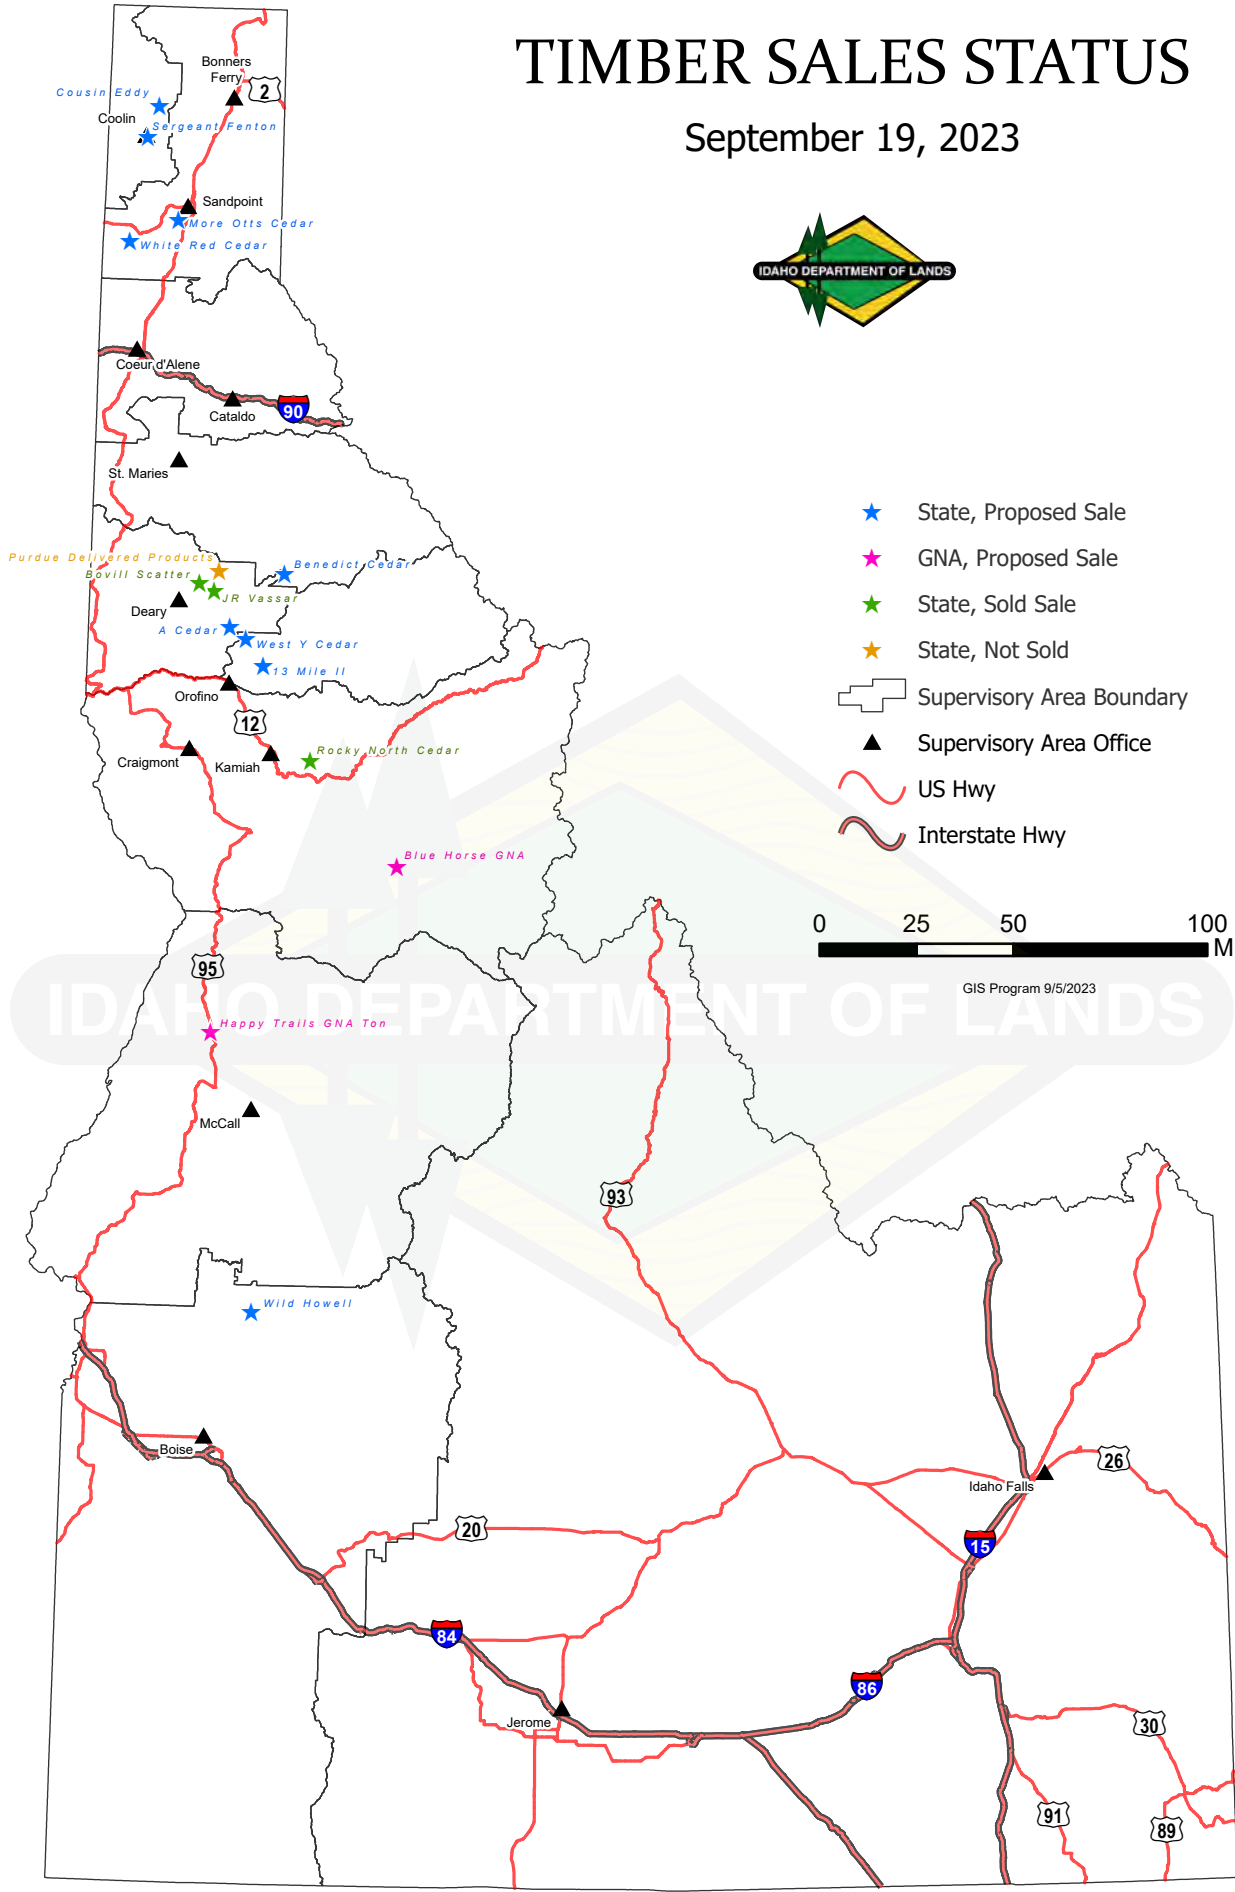 TIMBER SALES STATUS
September 19, 2023
IDAHO DEPARTMENT OF LANDS
Bonners
Ferry
2
Cousin Eddy
Coolin
Sergeant Fenton
Sandpoint
More Otts Cedar
White Red Cedar
Coeur d'Alene
Cataldo
90
St. Maries
State, Proposed Sale
GNA, Proposed Sale
State, Sold Sale
State, Not Sold
Supervisory Area Boundary
Supervisory Area Office
US Hwy
Interstate Hwy
Purdue Delivered Products
Benedict Cedar
Bovill Scatter
JR Vassar
Deary
A Cedar
West Y Cedar
13 Mile II
Orofino
12
Craigmont
Kamiah
Rocky North Cedar
Blue Horse GNA
0 25 50 100
M
GIS Program 9/5/2023
95
IDAHO DEPARTMENT OF LANDS
Happy Trails GNA Ton
McCall
93
Wild Howell
Boise
26
Idaho Falls
20
15
84
86
Jerome
30
91
89